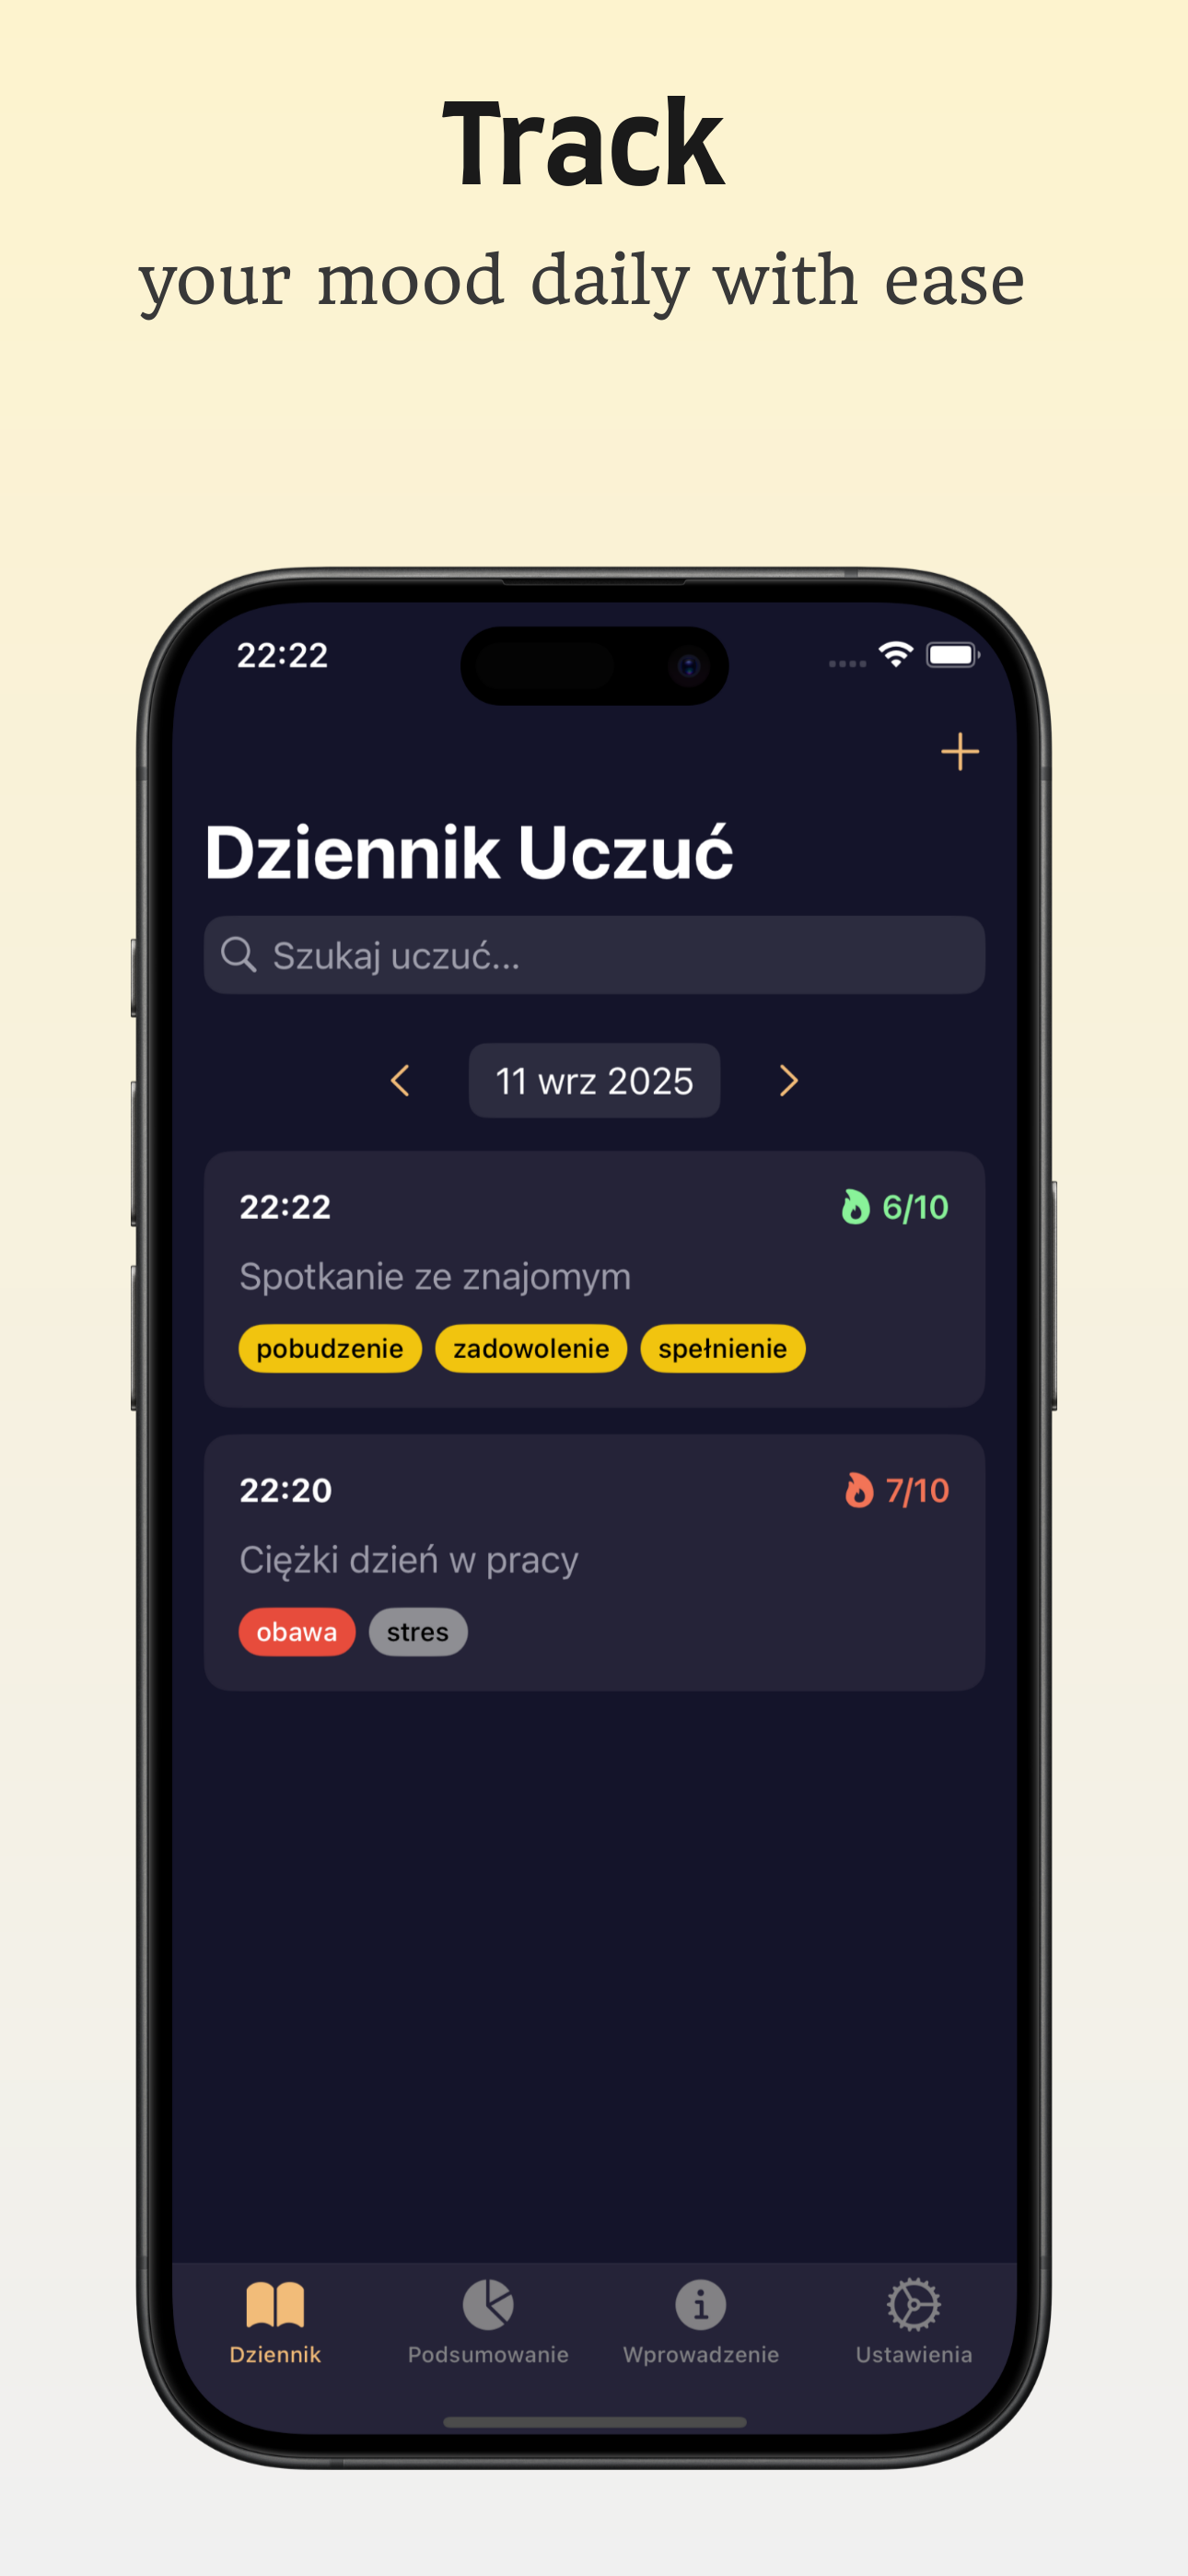 Track
your mood daily with ease
22:22
Dziennik Uczuć
Szukaj uczuć...
11 wrz 2025
22:22 6/10
Spotkanie ze znajomym
pobudzenie zadowolenie spełnienie
22:20 7/10
Ciężki dzień w pracy
obawa stres
Dziennik Podsumowanie Wprowadzenie Ustawienia